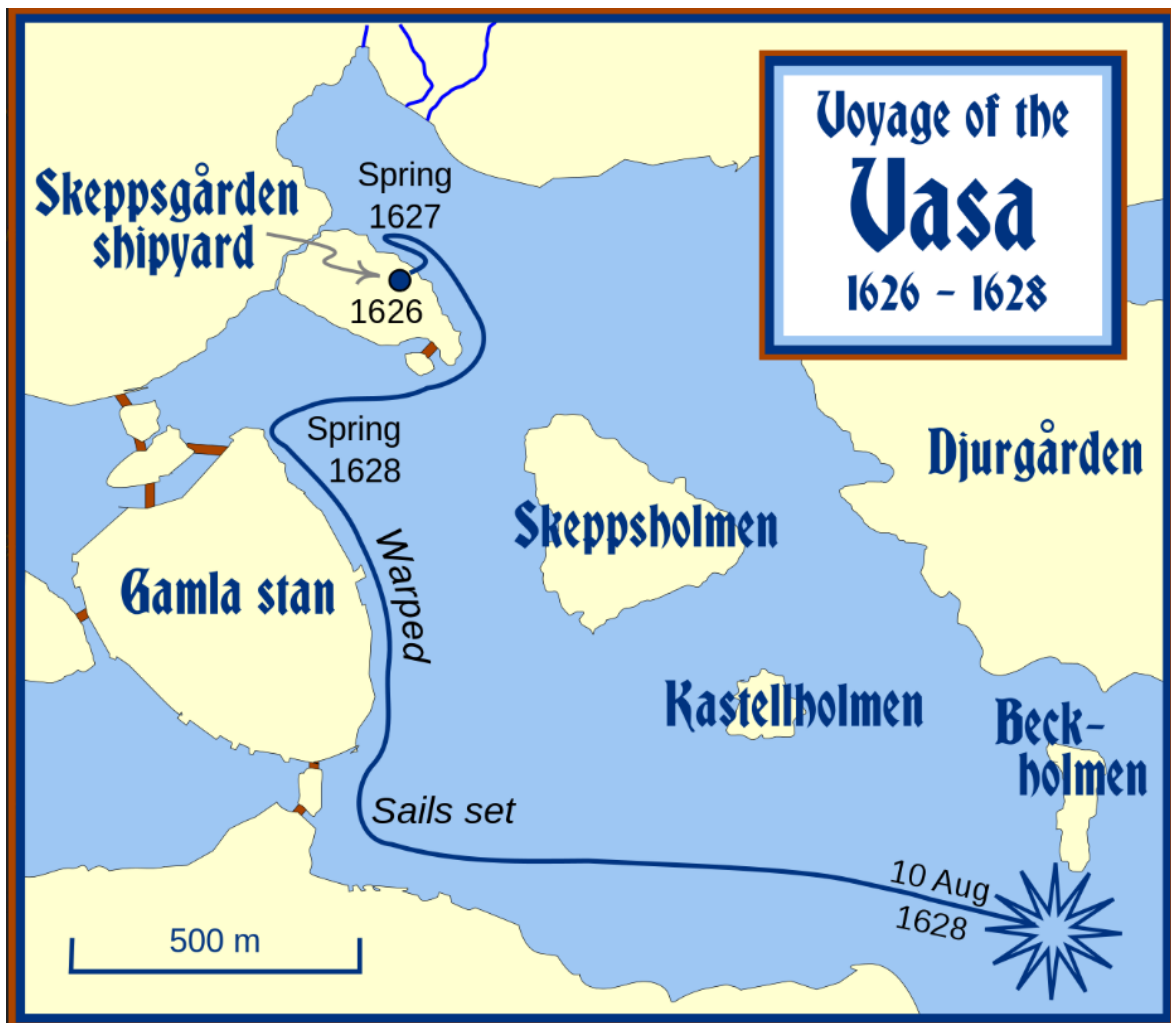 Voyage of the
Vasa
1626 - 1628
Skeppsgården
shipyard
Spring
1627
1626
Spring
1628
Djurgården
Skeppsholmen
Warped
Gamla stan
Kastellholmen
Beck-
holmen
Sails set
10 Aug
1628
500 m